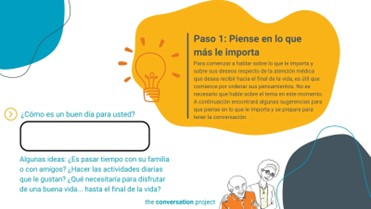 Paso 1: Piense en lo que
más le importa
Para comenzar a hablar sobre lo que le importa y
sobre sus deseos respecto de la atención médica
que desea recibir hacia el final de la vida, es útil que
comience por ordenar sus pensamientos. No es
necesario que hable sobre el tema en este momento.
A continuación encontrará algunas sugerencias para
que piense en lo que le importa y se prepare para
tener la conversación.
¿Cómo es un buen día para usted?
Algunas ideas: ¿Es pasar tiempo con su familia
o con amigos? ¿Hacer las actividades diarias
que le gustan? ¿Qué necesitaría para disfrutar
de una buena vida... hasta el final de la vida?
the conversation project